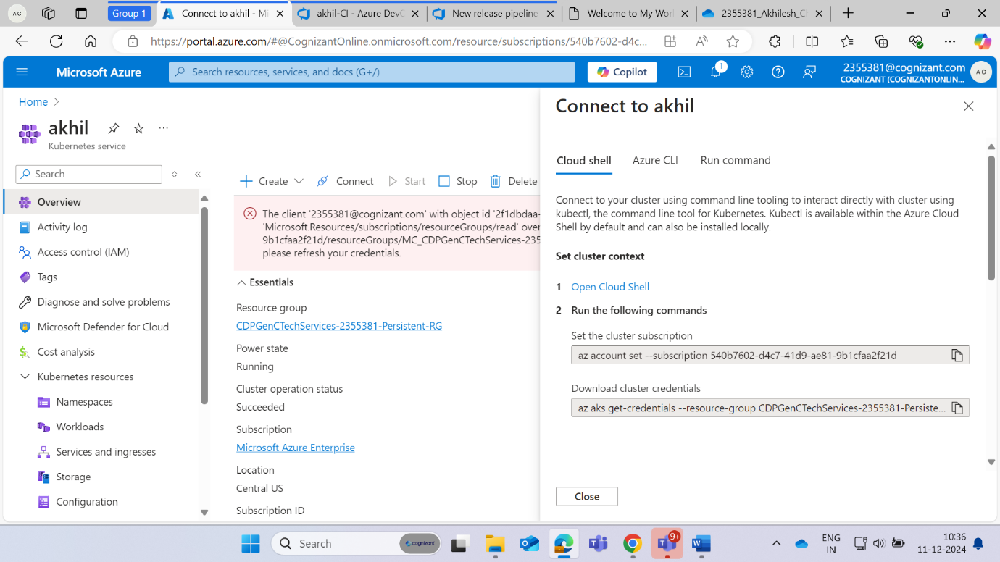 A C
Group 1
Connect to akhil - Mi
akhil-CI - Azure DevO
New release pipeline
Welcome to My Wor
2355381_Akhilesh_Ch
https://portal.azure.com/#@CognizantOnline.onmicrosoft.com/resource/subscriptions/540b7602-d4c...
Microsoft Azure
Search resources, services, and docs (G+/)
Copilot
1
2355381@cognizant.com
COGNIZANT (COGNIZANTONLIN...
A C
Home >
akhil
Kubernetes service
Search
Overview
Activity log
Access control (IAM)
Tags
Diagnose and solve problems
Microsoft Defender for Cloud
Cost analysis
Kubernetes resources
Namespaces
Workloads
Services and ingresses
Storage
Configuration
Create
Connect
Start
Stop
Delete
The client '2355381@cognizant.com' with object id '2f1dbdaa-
'Microsoft.Resources/subscriptions/resourceGroups/read' over
9b1cfaa2f21d/resourceGroups/MC_CDPGenCTechServices-235
please refresh your credentials.
Essentials
Resource group
CDPGenCTechServices-2355381-Persistent-RG
Power state
Running
Cluster operation status
Succeeded
Subscription
Microsoft Azure Enterprise
Location
Central US
Subscription ID
Connect to akhil
Cloud shell
Azure CLI
Run command
Connect to your cluster using command line tooling to interact directly with cluster using
kubectl, the command line tool for Kubernetes. Kubectl is available within the Azure Cloud
Shell by default and can also be installed locally.
Set cluster context
1 Open Cloud Shell
2 Run the following commands
Set the cluster subscription
az account set --subscription 540b7602-d4c7-41d9-ae81-9b1cfaa2f21d
Download cluster credentials
az aks get-credentials --resource-group CDPGenCTechServices-2355381-Persiste...
Close
Search
cognizant
9+
ENG
IN
10:36
11-12-2024